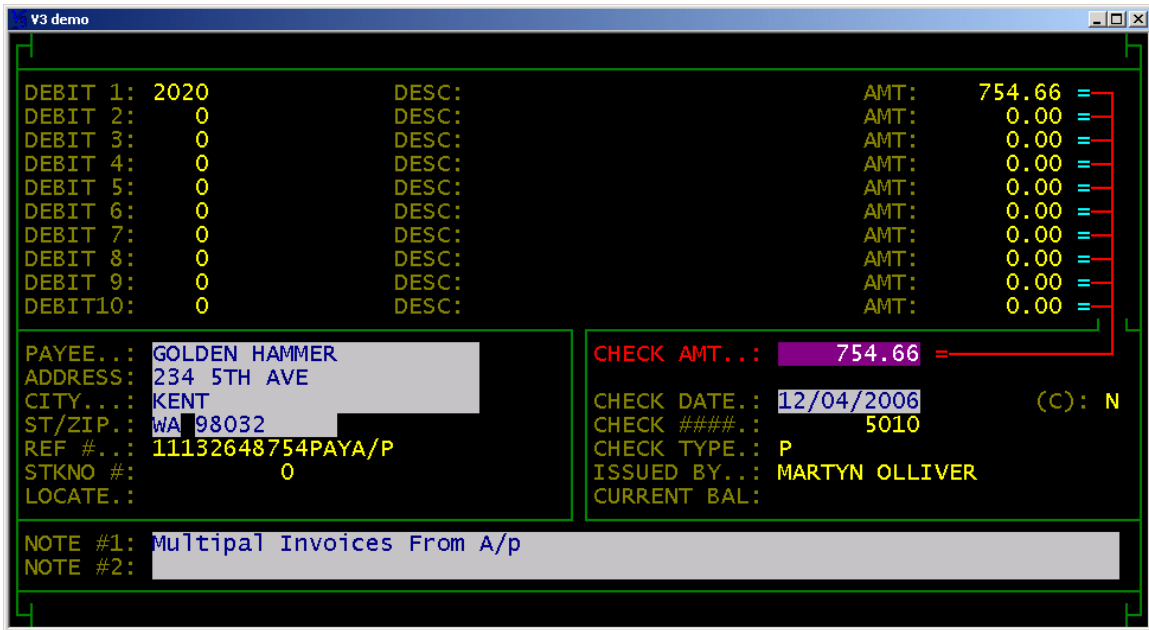 V3 demo
DEBIT 1: 2020 DESC: AMT: 754.66 =
DEBIT 2: 0 DESC: AMT: 0.00 =
DEBIT 3: 0 DESC: AMT: 0.00 =
DEBIT 4: 0 DESC: AMT: 0.00 =
DEBIT 5: 0 DESC: AMT: 0.00 =
DEBIT 6: 0 DESC: AMT: 0.00 =
DEBIT 7: 0 DESC: AMT: 0.00 =
DEBIT 8: 0 DESC: AMT: 0.00 =
DEBIT 9: 0 DESC: AMT: 0.00 =
DEBIT10: 0 DESC: AMT: 0.00 =
PAYEE..: GOLDEN HAMMER
ADDRESS: 234 5TH AVE
CITY...: KENT
ST/ZIP.: WA 98032
REF #..: 11132648754PAYA/P
STKNO #: 0
LOCATE.:
CHECK AMT..: 754.66 =
CHECK DATE.: 12/04/2006 (C): N
CHECK ####.: 5010
CHECK TYPE.: P
ISSUED BY..: MARTYN OLLIVER
CURRENT BAL:
NOTE #1: Multipal Invoices From A/p
NOTE #2: